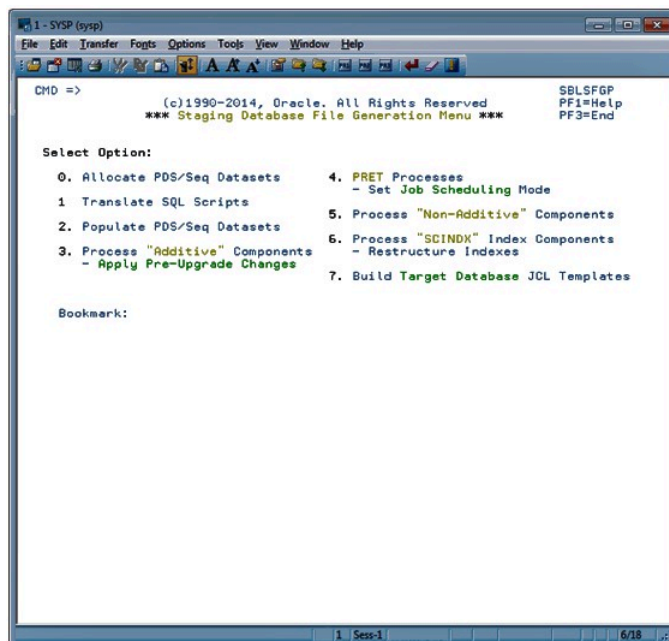 1 - SYSP (sysp)
File Edit Transfer Fonts Options Tools View Window Help
CMD => SBLSFGP
(c)1990-2014, Oracle. All Rights Reserved PF1=Help
*** Staging Database File Generation Menu *** PF3=End
Select Option:
0. Allocate PDS/Seq Datasets
1 Translate SQL Scripts
2. Populate PDS/Seq Datasets
3. Process "Additive" Components
- Apply Pre-Upgrade Changes
4. PRET Processes
- Set Job Scheduling Mode
5. Process "Non-Additive" Components
6. Process "SCINDX" Index Components
- Restructure Indexes
7. Build Target Database JCL Templates
Bookmark:
1 Sess-1 6/18